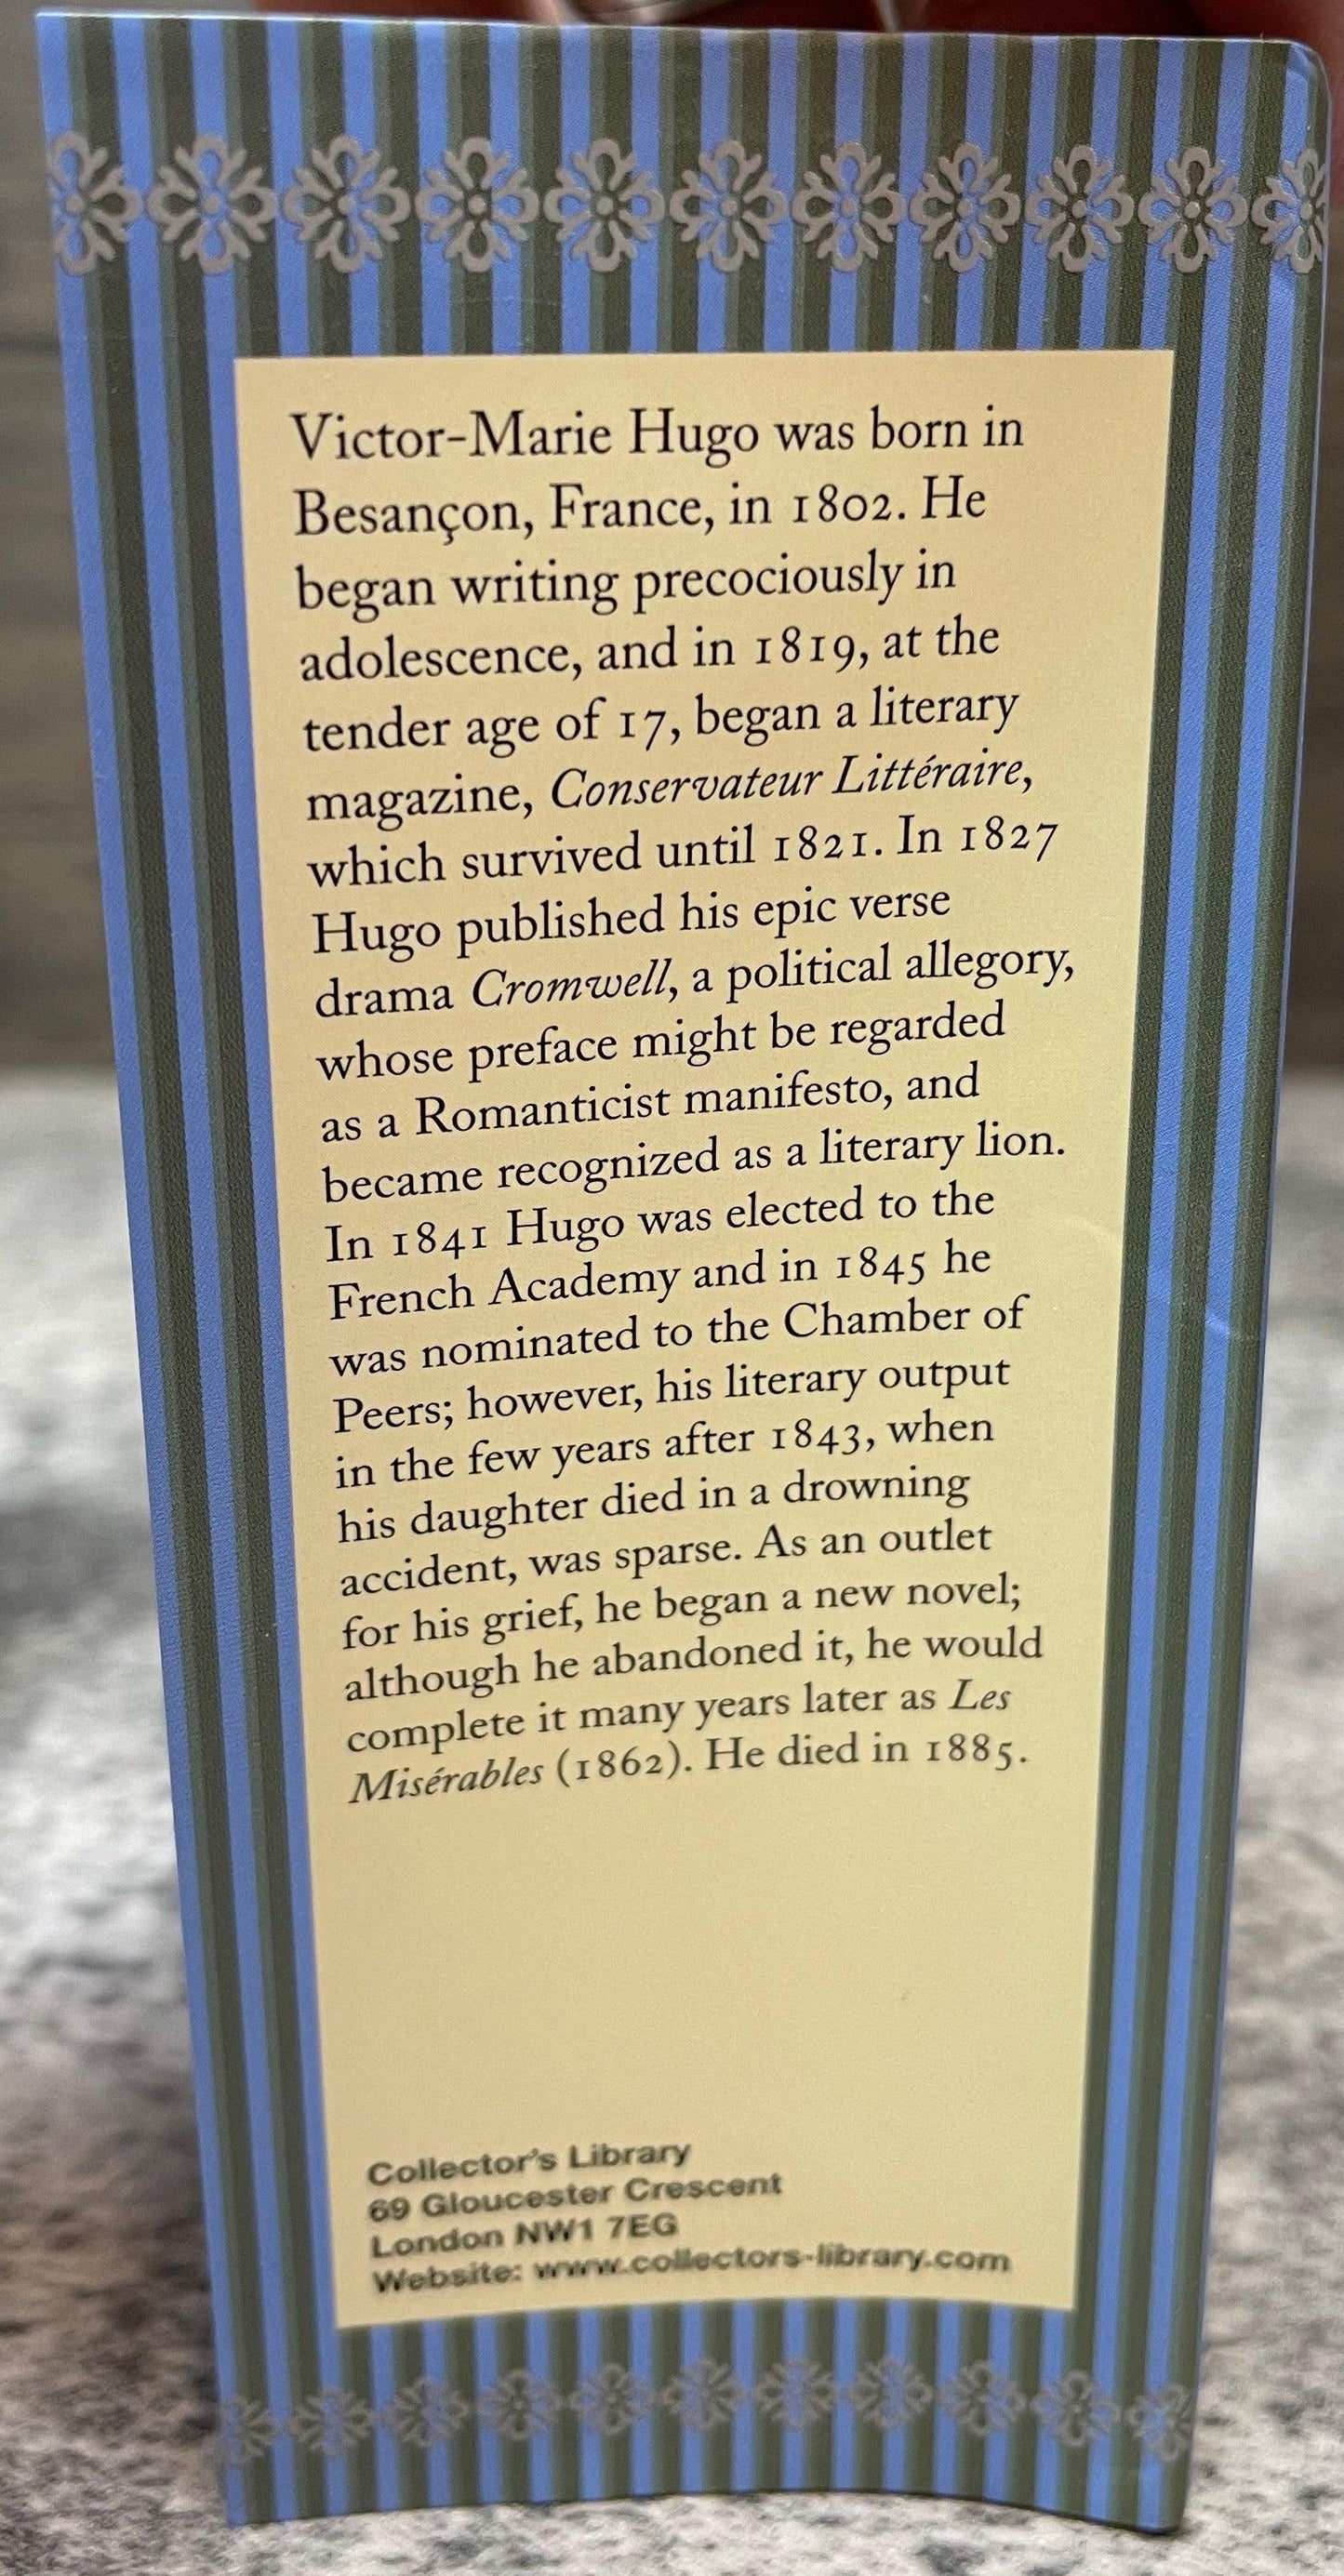 Victor-Marie Hugo was born in
Besançon, France, in 1802. He
began writing precociously in
adolescence, and in 1819, at the
tender age of 17, began a literary
magazine, Conservateur Littéraire,
which survived until 1821. In 1827
Hugo published his epic verse
drama Cromwell, a political allegory,
whose preface might be regarded
as a Romanticist manifesto, and
became recognized as a literary lion.
In 1841 Hugo was elected to the
French Academy and in 1845 he
was nominated to the Chamber of
Peers; however, his literary output
in the few years after 1843, when
his daughter died in a drowning
accident, was sparse. As an outlet
for his grief, he began a new novel;
although he abandoned it, he would
complete it many years later as Les
Misérables (1862). He died in 1885.
Collector's Library
69 Gloucester Crescent
London NW1 7EG
Website: www.collectors-library.com